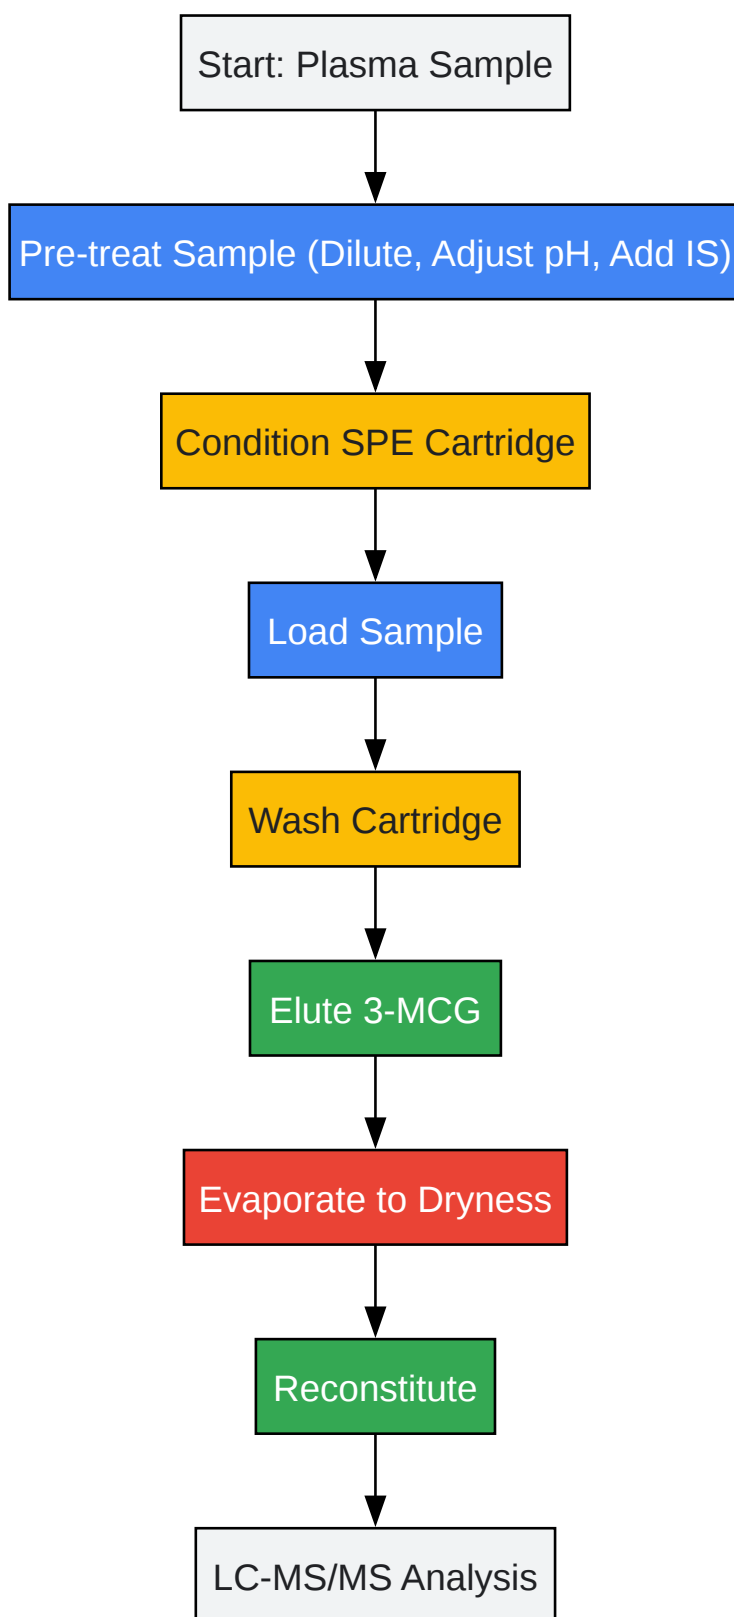 Start: Plasma Sample
Pre-treat Sample (Dilute, Adjust pH, Add IS)
Condition SPE Cartridge
Load Sample
Wash Cartridge
Elute 3-MCG
Evaporate to Dryness
Reconstitute
LC-MS/MS Analysis